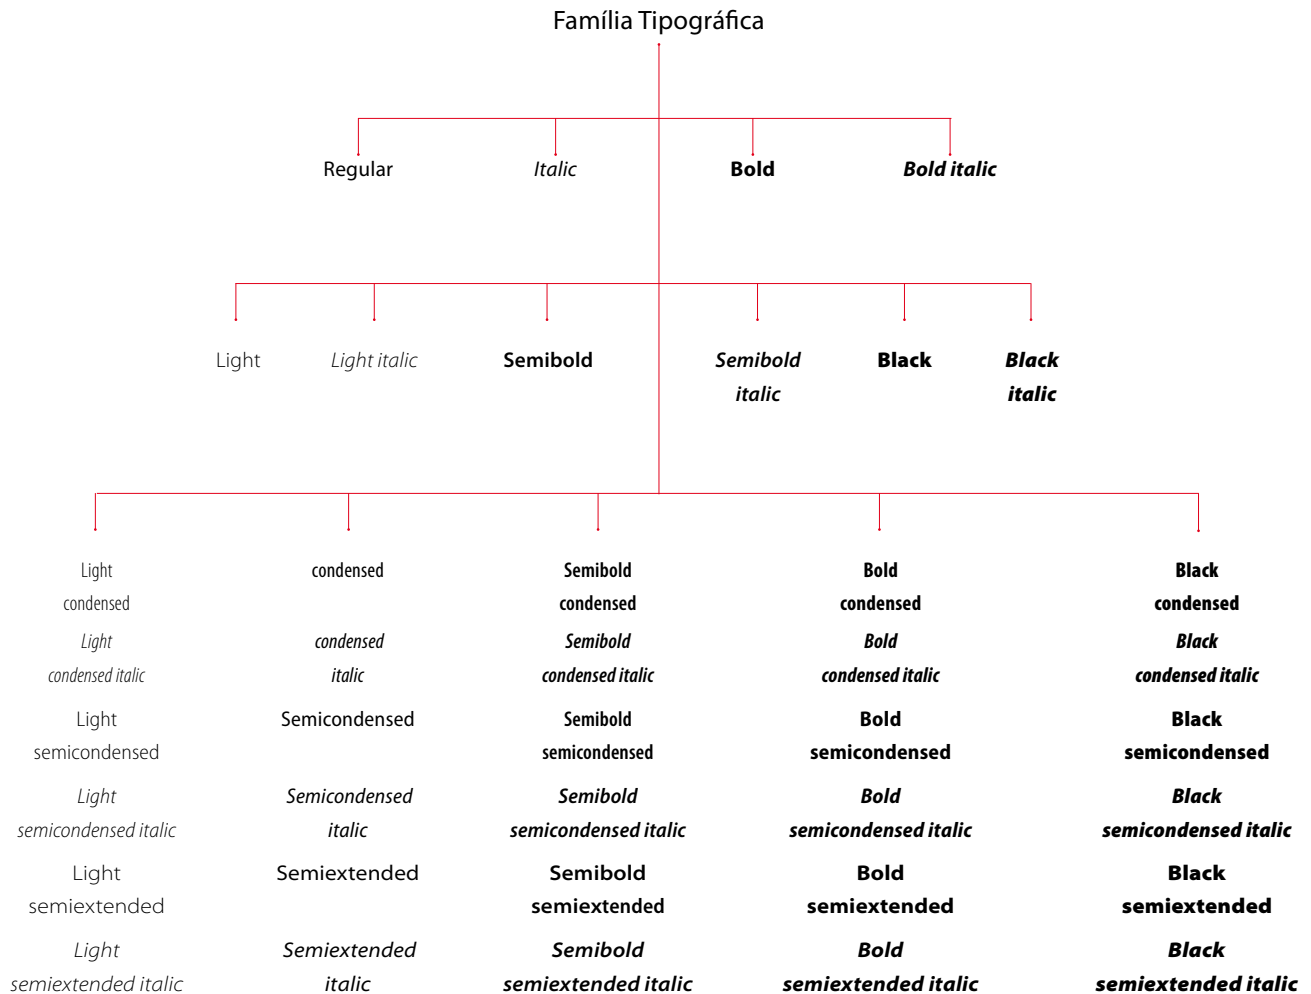 Família Tipográfica
Regular Italic Bold Bold italic
Light Light italic Semibold Semibold Black Black
italic italic
Light condensed Semibold Bold Black
condensed condensed condensed condensed
Light condensed Semibold Bold Black
condensed italic italic condensed italic condensed italic condensed italic
Light Semicondensed Semibold Bold Black
semicondensed semicondensed semicondensed semicondensed
Light Semicondensed Semibold Bold Black
semicondensed italic italic semicondensed italic semicondensed italic semicondensed italic
Light Semiextended Semibold Bold Black
semiextended semiextended semiextended semiextended
Light Semiextended Semibold Bold Black
semiextended italic italic semiextended italic semiextended italic semiextended italic